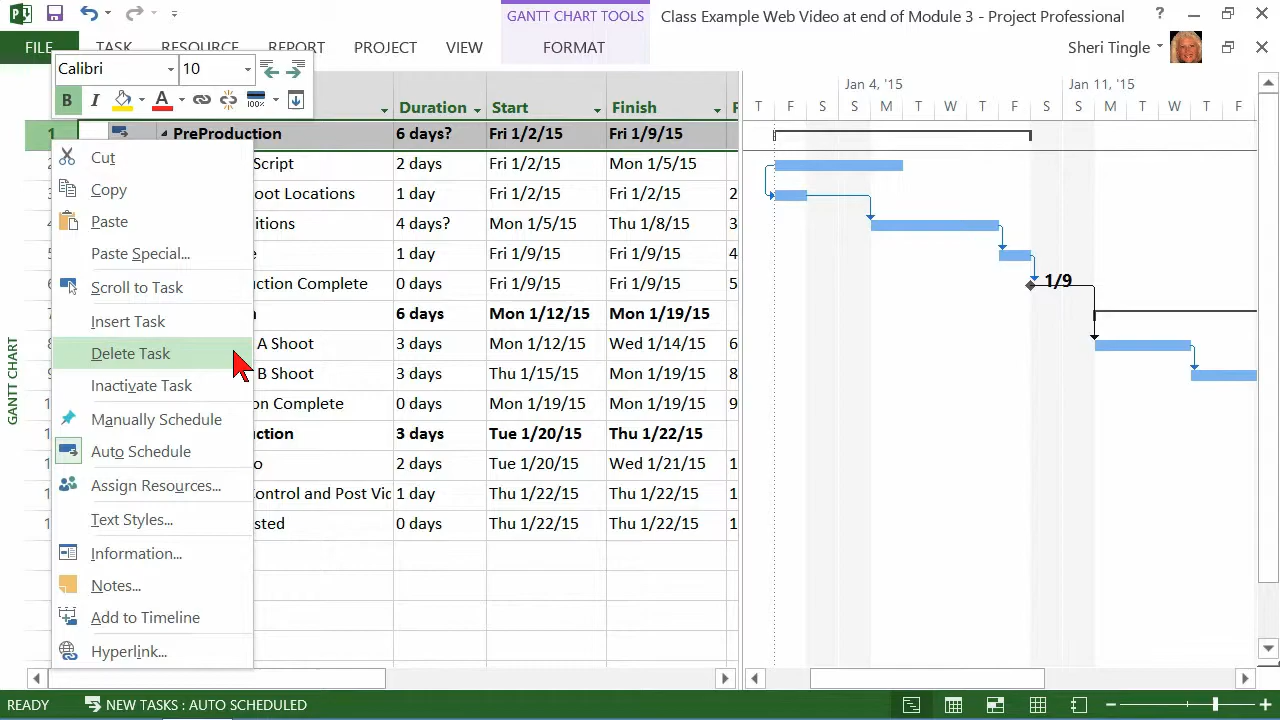 GANTT CHART TOOLS
Class Example Web Video at end of Module 3 - Project Professional
?
FILE TASK RESOURCE REPORT PROJECT VIEW FORMAT
Sheri Tingle
Calibri 10
B I A
Duration Start Finish
Jan 4, '15 Jan 11, '15
T F S S M T W T F S S M T W T F
1 PreProduction 6 days? Fri 1/2/15 Fri 1/9/15
Script 2 days Fri 1/2/15 Mon 1/5/15
oot Locations 1 day Fri 1/2/15 Fri 1/2/15 2
itions 4 days? Mon 1/5/15 Thu 1/8/15 3
e 1 day Fri 1/9/15 Fri 1/9/15 4
ction Complete 0 days Fri 1/9/15 Fri 1/9/15 5
1/9
6 days Mon 1/12/15 Mon 1/19/15
A Shoot 3 days Mon 1/12/15 Wed 1/14/15 6
B Shoot 3 days Thu 1/15/15 Mon 1/19/15 8
on Complete 0 days Mon 1/19/15 Mon 1/19/15 9
ction 3 days Tue 1/20/15 Thu 1/22/15
o 2 days Tue 1/20/15 Wed 1/21/15 1
ontrol and Post Vid 1 day Thu 1/22/15 Thu 1/22/15 1
sted 0 days Thu 1/22/15 Thu 1/22/15 1
Cut
Copy
Paste
Paste Special...
Scroll to Task
Insert Task
Delete Task
Inactivate Task
Manually Schedule
Auto Schedule
Assign Resources...
Text Styles...
Information...
Notes...
Add to Timeline
Hyperlink...
GANTT CHART
READY NEW TASKS : AUTO SCHEDULED